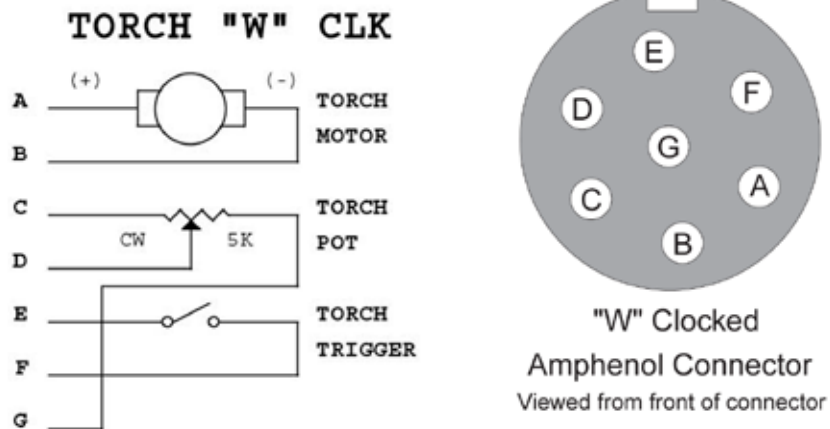 TORCH "W" CLK
(+) (-)
A TORCH
MOTOR
B
C TORCH
CW 5K POT
D
E TORCH
TRIGGER
F
G
E
F
D
G
A
C
B
"W" Clocked
Amphenol Connector
Viewed from front of connector